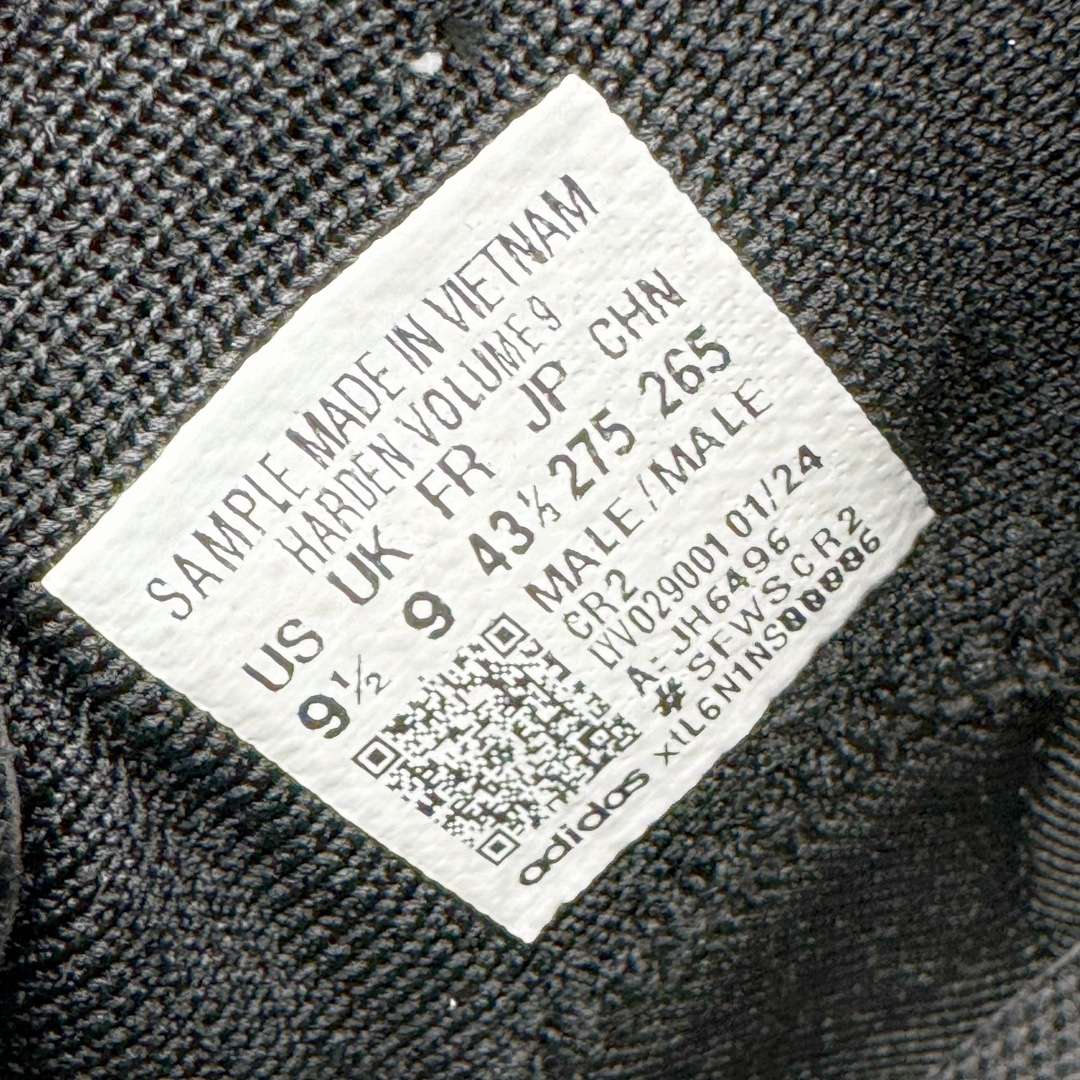 SAMPLE MADE IN VIETNAM
HARDEN VOLUME 9
US UK FR JP CHN
9½ 9 43⅓ 275 265
MALE/MALE
CR2
LYV029001 01/24
A: JH6496
# SFWSCR2
adidas